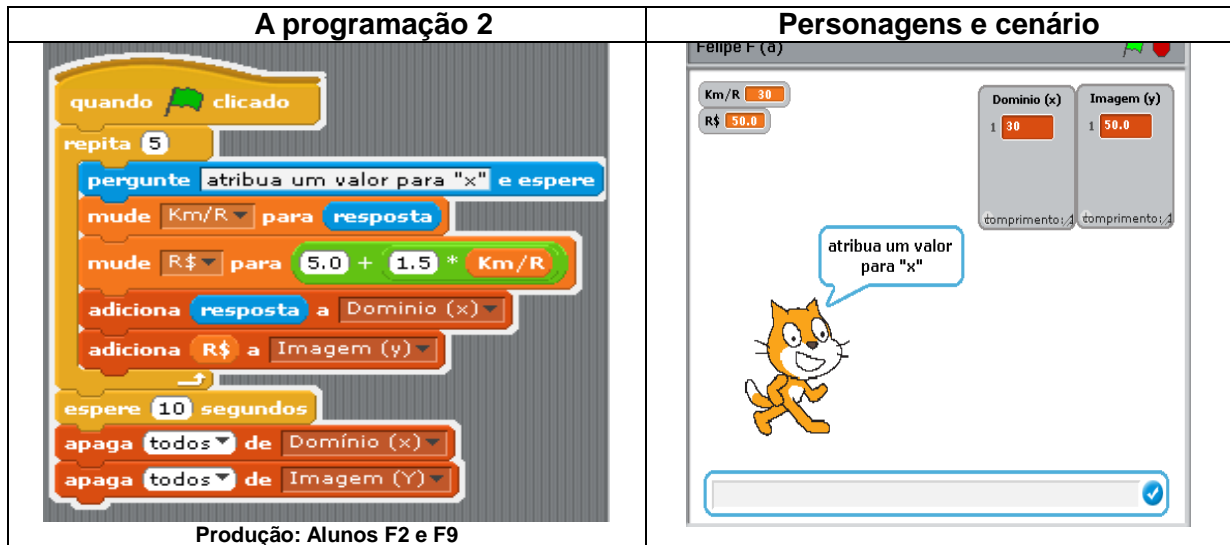 A programação 2
Personagens e cenário
quando clicado
repita 5
pergunte atribua um valor para "x" e espere
mude Km/R para resposta
mude R$ para 5.0 + 1.5 * Km/R
adiciona resposta a Dominio (x)
adiciona R$ a Imagem (y)
espere 10 segundos
apaga todos de Domínio (x)
apaga todos de Imagem (Y)
Produção: Alunos F2 e F9
Felipe F (a)
Km/R 30
R$ 50.0
Dominio (x)
1 30
comprimento: 1
Imagem (y)
1 50.0
comprimento: 1
atribua um valor
para "x"